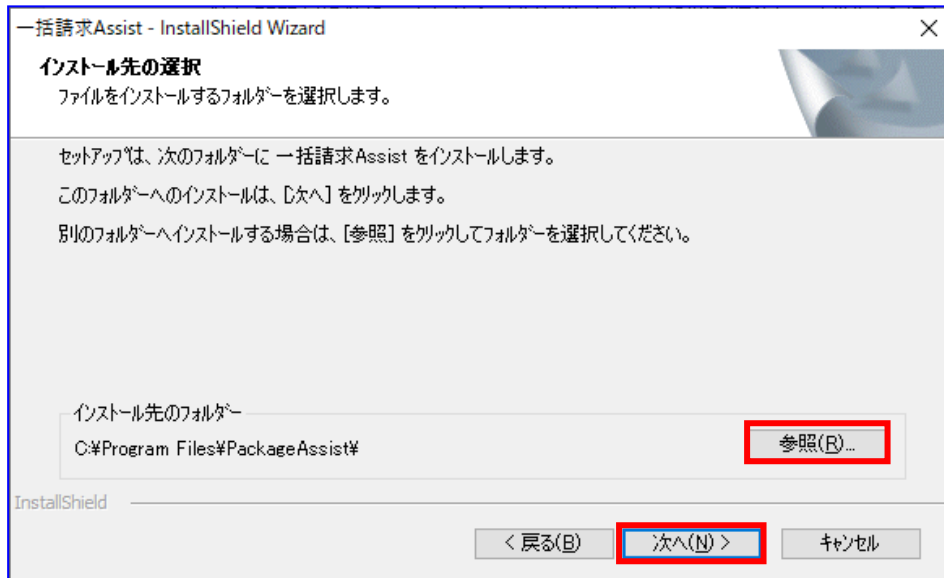 一括請求Assist - InstallShield Wizard
インストール先の選択
ファイルをインストールするフォルダーを選択します。
セットアップは、次のフォルダーに 一括請求Assist をインストールします。
このフォルダーへのインストールは、[次へ] をクリックします。
別のフォルダーへインストールする場合は、[参照] をクリックしてフォルダーを選択してください。
インストール先のフォルダー
C:¥Program Files¥PackageAssist¥
参照(R)...
InstallShield
< 戻る(B)
次へ(N) >
キャンセル